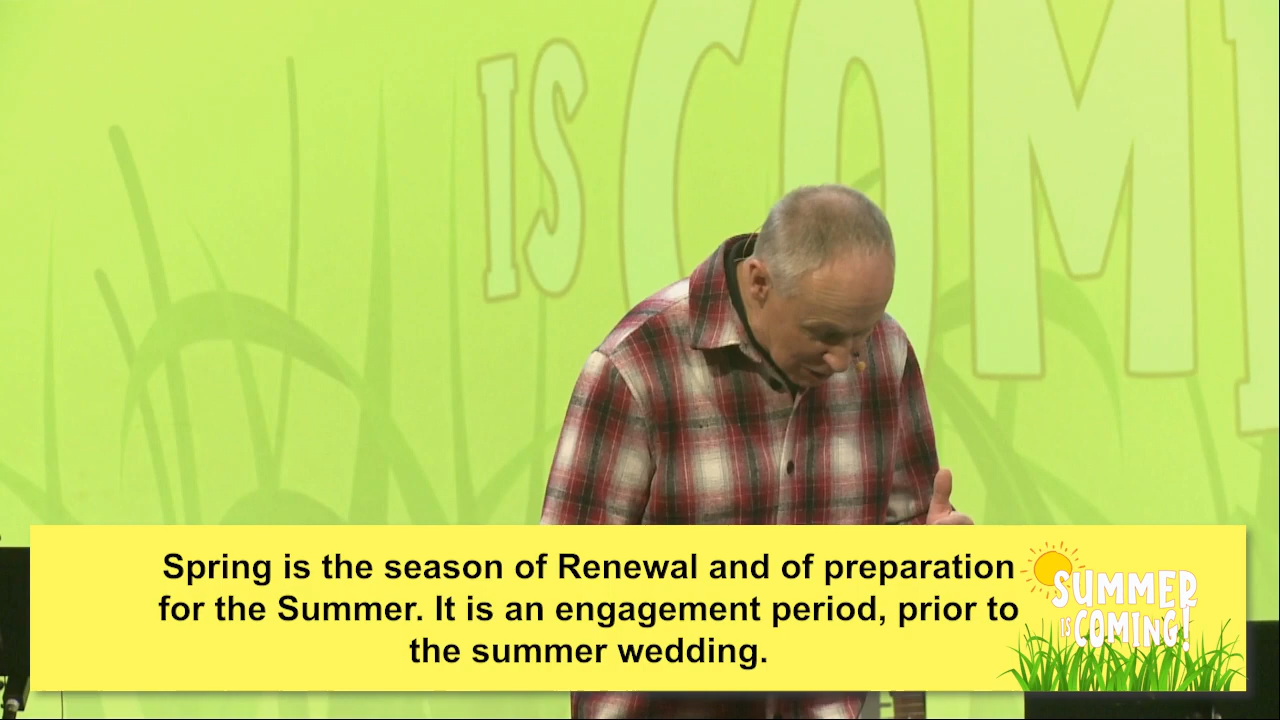 IS COM
Spring is the season of Renewal and of preparation
for the Summer. It is an engagement period, prior to
the summer wedding.
SUMMER
IS COMING!